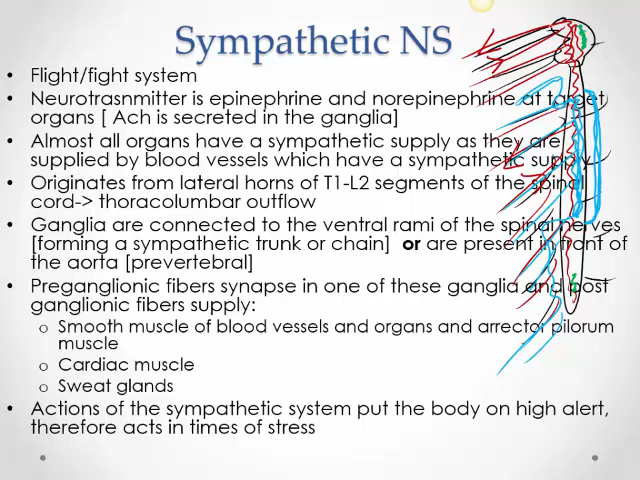 Sympathetic NS
• Flight/fight system
• Neurotrasnmitter is epinephrine and norepinephrine at target
organs [ Ach is secreted in the ganglia]
• Almost all organs have a sympathetic supply as they are
supplied by blood vessels which have a sympathetic supply
• Originates from lateral horns of T1-L2 segments of the spinal
cord-> thoracolumbar outflow
• Ganglia are connected to the ventral rami of the spinal nerves
[forming a sympathetic trunk or chain] or are present in front of
the aorta [prevertebral]
• Preganglionic fibers synapse in one of these ganglia and post
ganglionic fibers supply:
o Smooth muscle of blood vessels and organs and arrector pilorum
muscle
o Cardiac muscle
o Sweat glands
• Actions of the sympathetic system put the body on high alert,
therefore acts in times of stress